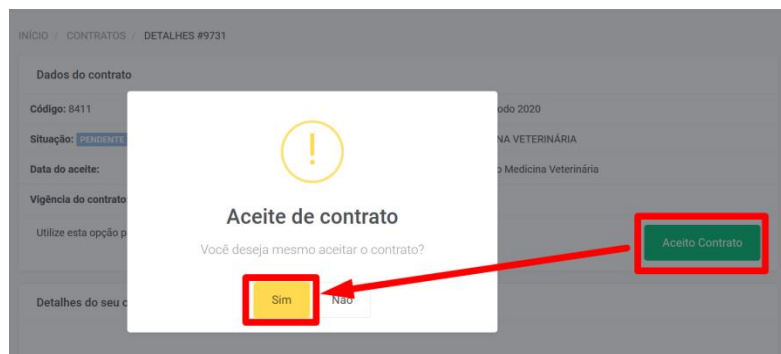 INÍCIO / CONTRATOS / DETALHES #9731
Dados do contrato
Código: 8411
odo 2020
Situação: PENDENTE
NA VETERINÁRIA
Data do aceite:
o Medicina Veterinária
Vigência do contrato:
!
Aceite de contrato
Utilize esta opção p
Aceito Contrato
Você deseja mesmo aceitar o contrato?
Sim
Não
Detalhes do seu c